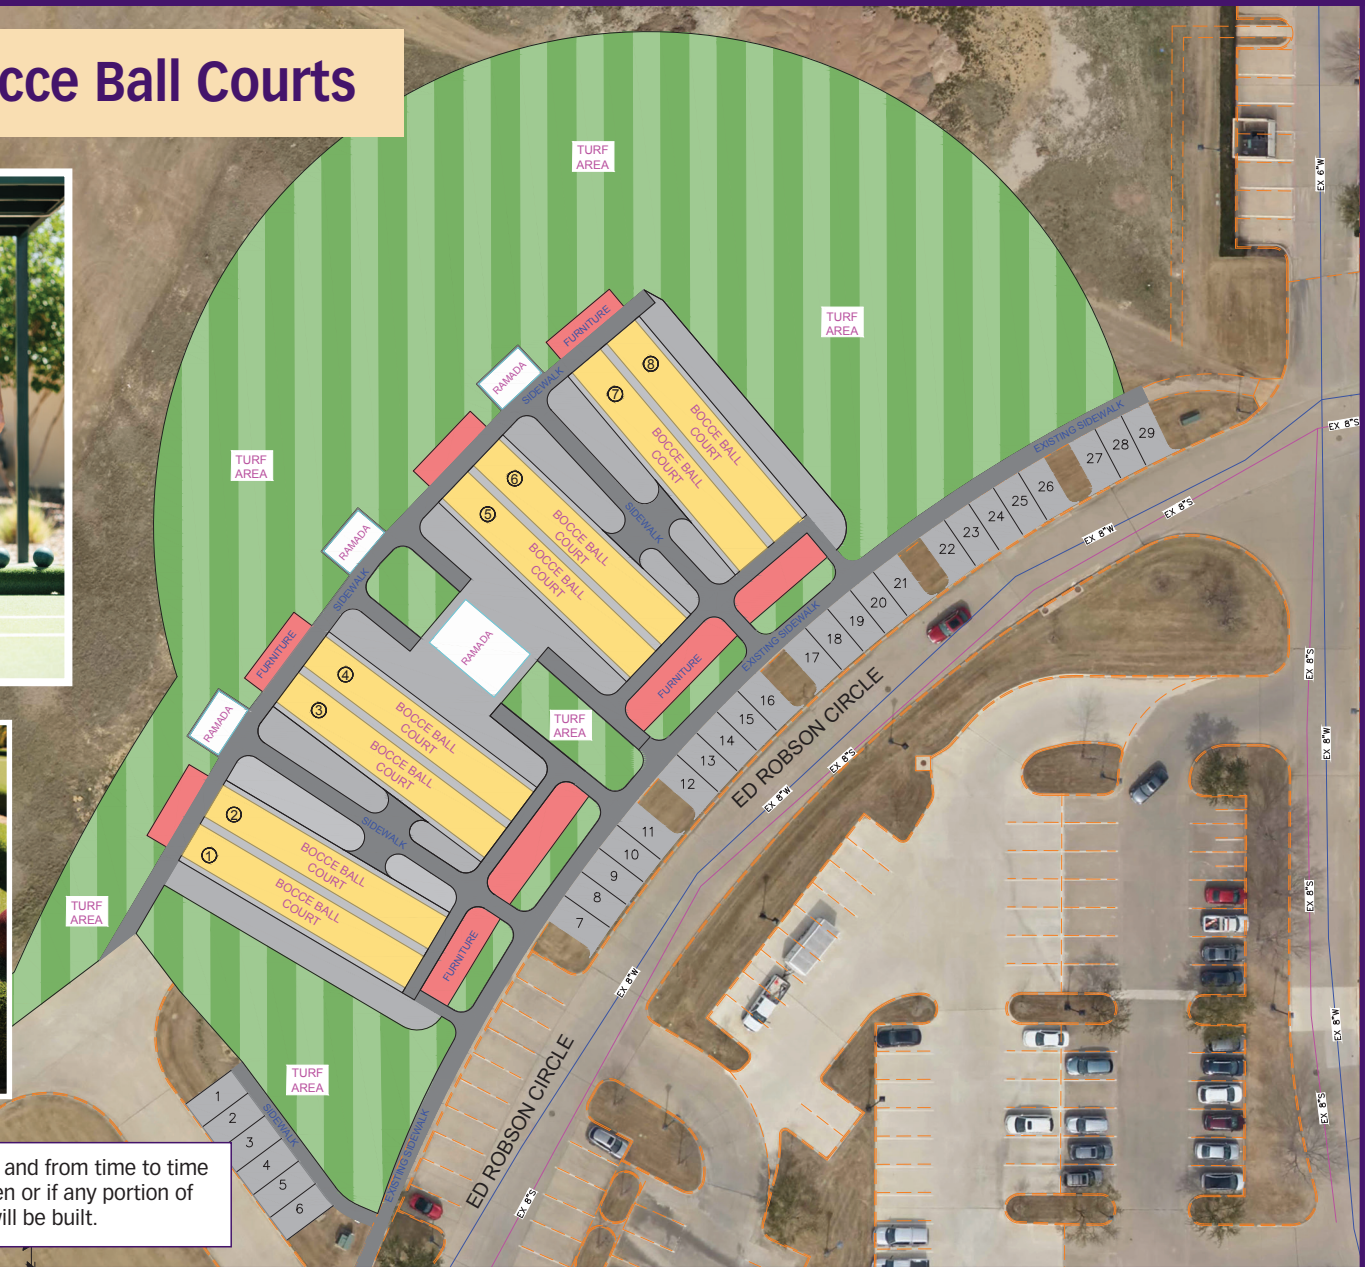 cce Ball Courts
TURF
AREA
EX 6"W
FURNITURE
TURF
AREA
RAMADA
SIDEWALK
8
7
BOCCE BALL
COURT
BOCCE BALL
COURT
EXISTING SIDEWALK
29
28
27
26
25
24
23
22
EX 8"S
TURF
AREA
6
5
SIDEWALK
BOCCE BALL
COURT
BOCCE BALL
COURT
EX 8"W
EX 8"S
RAMADA
SIDEWALK
21
20
19
18
17
EXISTING SIDEWALK
FURNITURE
4
3
RAMADA
BOCCE BALL
COURT
BOCCE BALL
COURT
FURNITURE
16
15
14
13
12
ED ROBSON CIRCLE
EX 8"S
EX 8"W
RAMADA
TURF
AREA
EX 8"S
EX 8"W
2
1
SIDEWALK
BOCCE BALL
COURT
BOCCE BALL
COURT
11
10
9
8
7
EX 8"S
TURF
AREA
FURNITURE
EX 8"W
EX 8"W
ED ROBSON CIRCLE
TURF
AREA
1
2
3
4
5
6
SIDEWALK
EXISTING SIDEWALK
EX 8"S
EX 8"S
and from time to time
en or if any portion of
will be built.